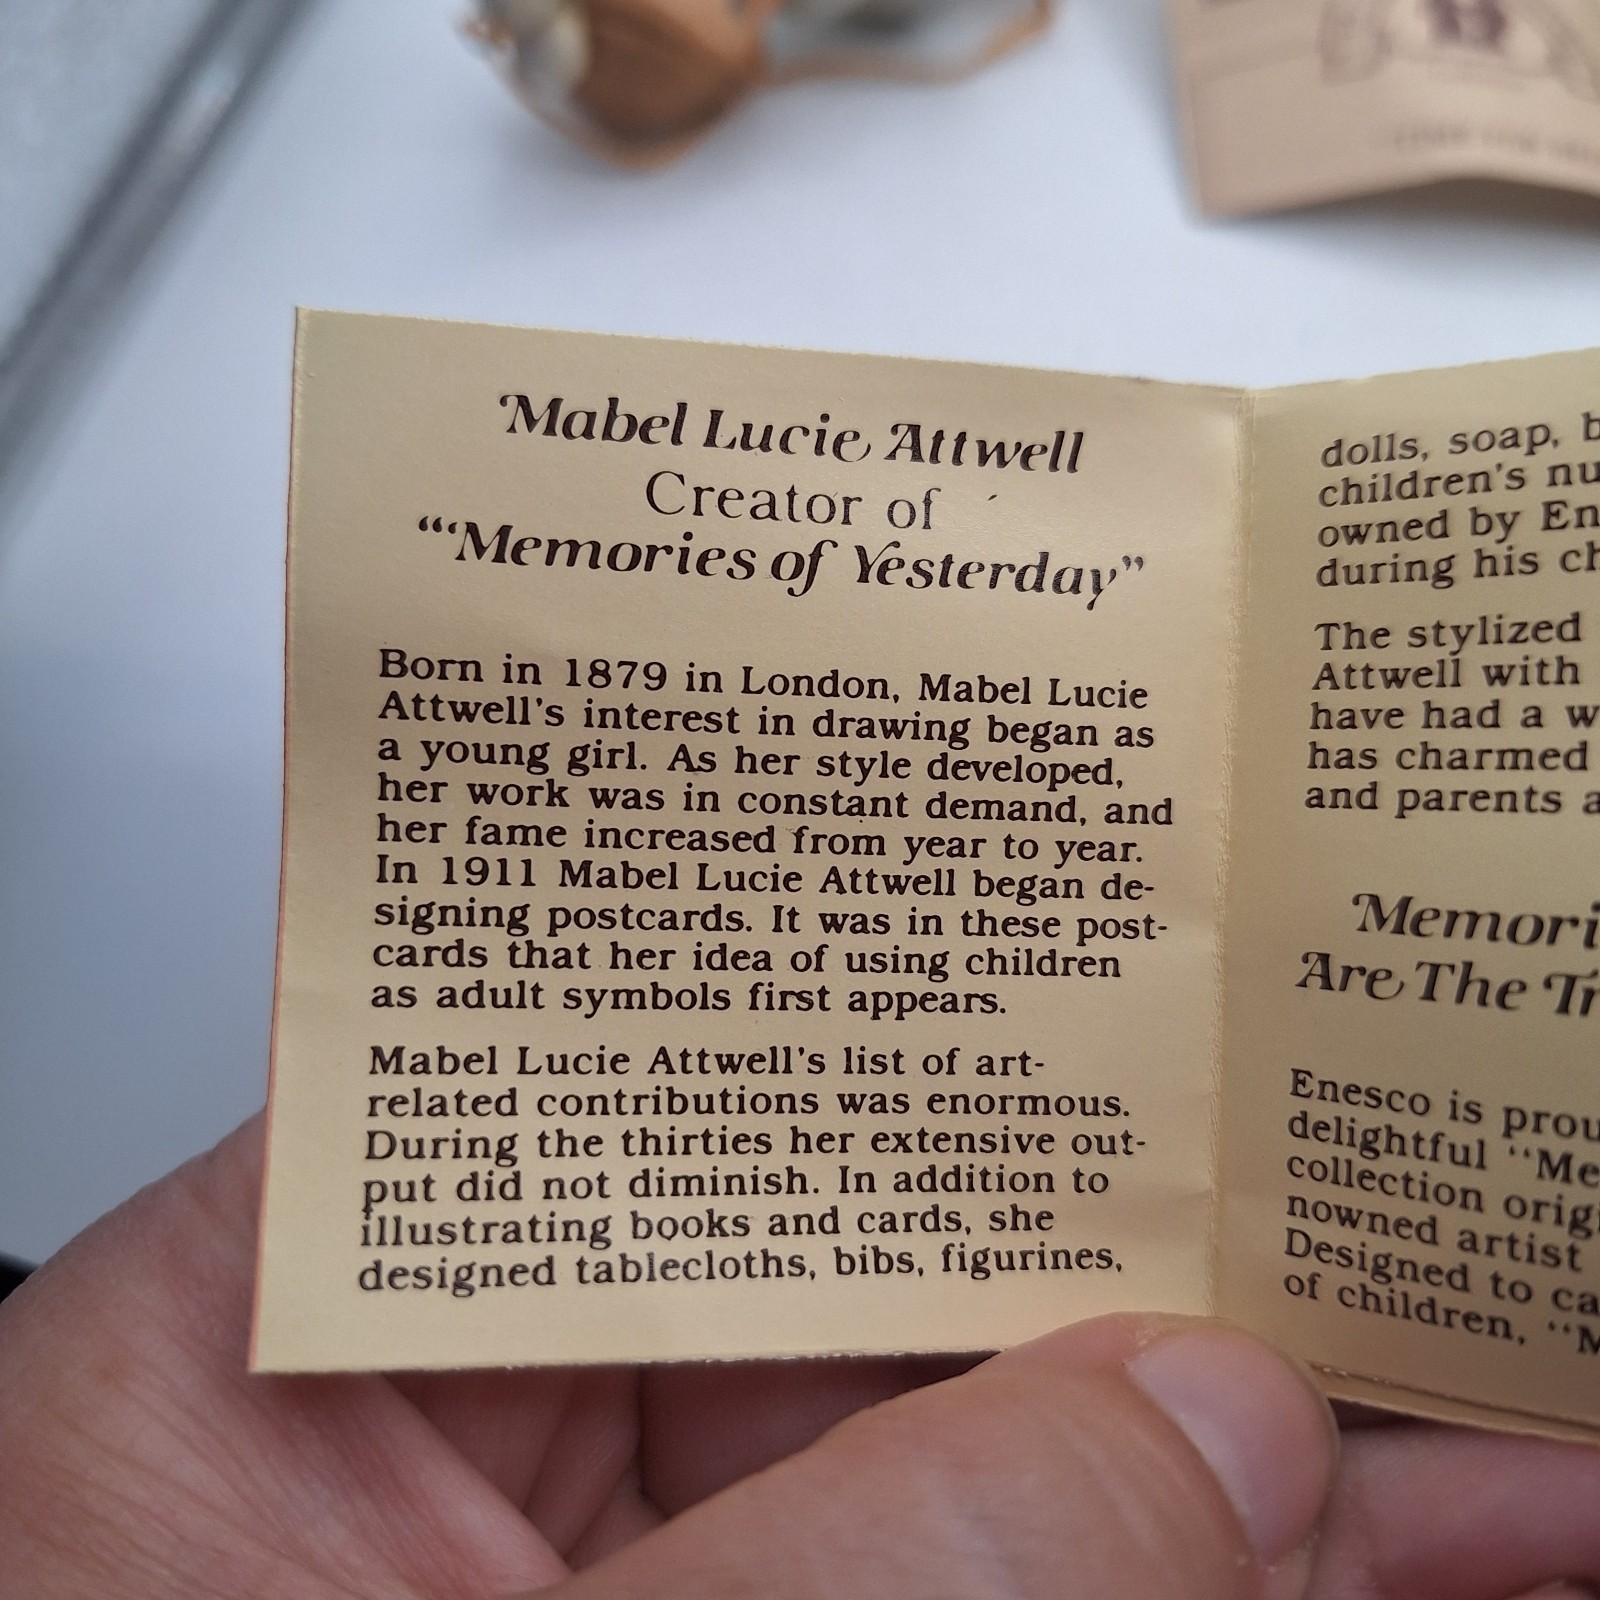 Mabel Lucie Attwell
Creator of
"'Memories of Yesterday"
Born in 1879 in London, Mabel Lucie
Attwell's interest in drawing began as
a young girl. As her style developed,
her work was in constant demand, and
her fame increased from year to year.
In 1911 Mabel Lucie Attwell began de-
signing postcards. It was in these post-
cards that her idea of using children
as adult symbols first appears.
Mabel Lucie Attwell's list of art-
related contributions was enormous.
During the thirties her extensive out-
put did not diminish. In addition to
illustrating books and cards, she
designed tablecloths, bibs, figurines,
dolls, soap,
children's
owned by
during his
The stylized
Attwell with
have had a
has charmed
and parents
Are The
Enesco is
delightful
collection
nowned artist
Designed to
of children,